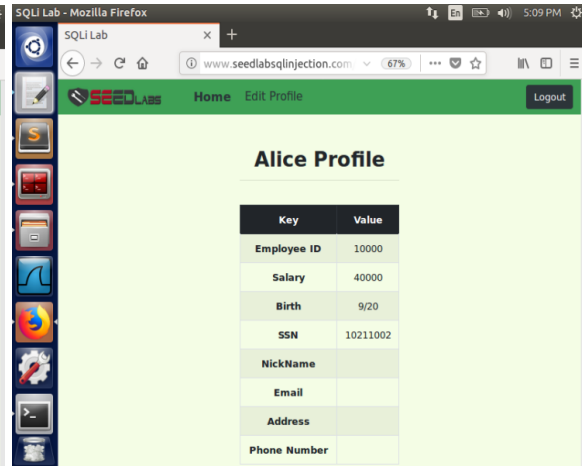 SQLi Lab - Mozilla Firefox En 5:09 PM
SQLi Lab
www.seedlabsqlinjection.com 67%
SEEDLABS Home Edit Profile Logout
Alice Profile
Key Value
Employee ID 10000
Salary 40000
Birth 9/20
SSN 10211002
NickName
Email
Address
Phone Number